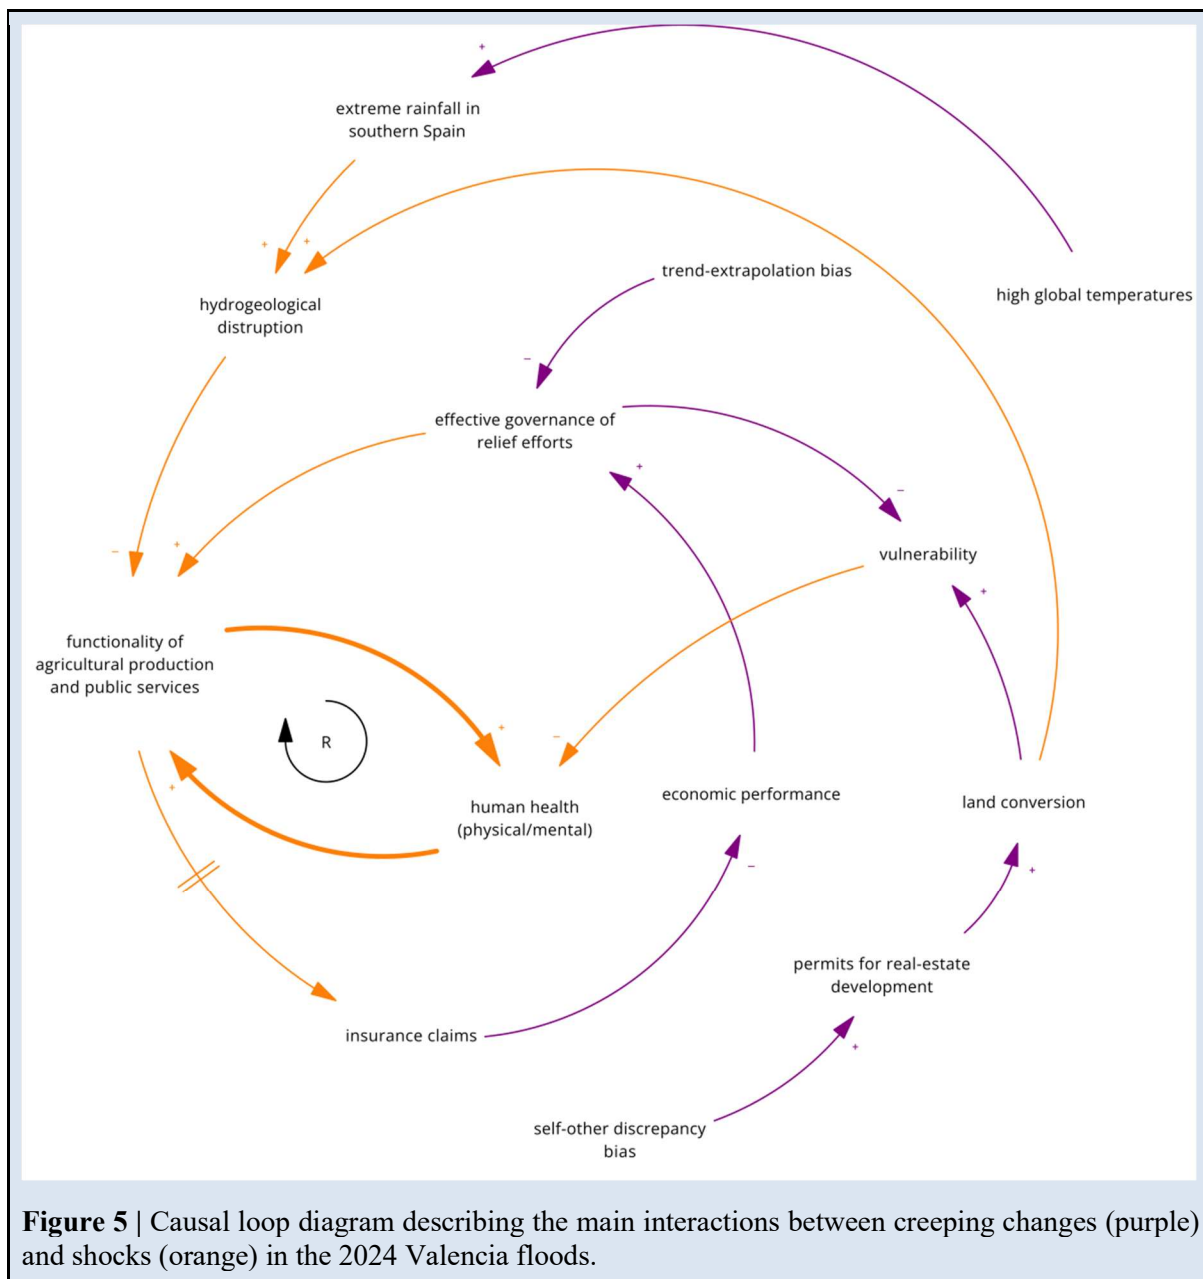 +
extreme rainfall in
southern Spain
+
+
trend-extrapolation bias
high global temperatures
hydrogeological
distruption
–
effective governance of
relief efforts
+
–
–
+
vulnerability
+
functionality of
agricultural production
and public services
+
–
R
+
economic performance
land conversion
human health
(physical/mental)
–
+
permits for real-estate
development
insurance claims
+
self-other discrepancy
bias
Figure 5 | Causal loop diagram describing the main interactions between creeping changes (purple)
and shocks (orange) in the 2024 Valencia floods.